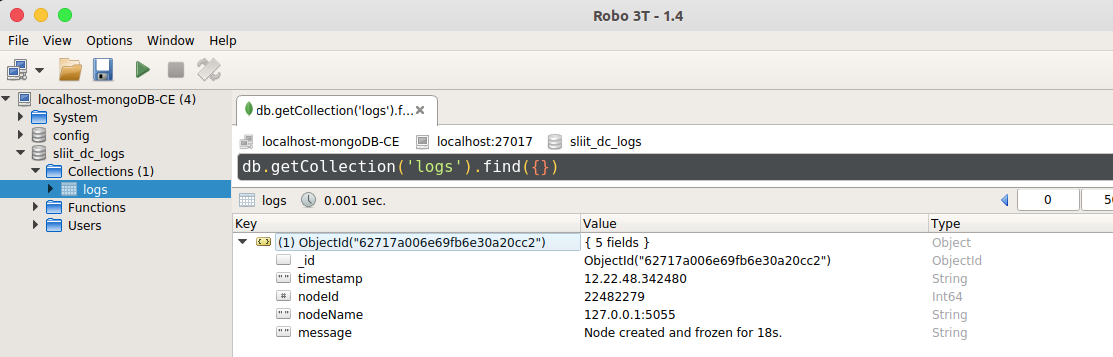 Robo 3T - 1.4
File View Options Window Help
localhost-mongoDB-CE (4)
System
config
sliit_dc_logs
Collections (1)
logs
Functions
Users
db.getCollection('logs').f...
localhost-mongoDB-CE localhost:27017 sliit_dc_logs
db.getCollection('logs').find({})
logs 0.001 sec. 0
Key Value Type
(1) ObjectId("62717a006e69fb6e30a20cc2") { 5 fields } Object
_id ObjectId("62717a006e69fb6e30a20cc2") ObjectId
timestamp 12.22.48.342480 String
nodeId 22482279 Int64
nodeName 127.0.0.1:5055 String
message Node created and frozen for 18s. String